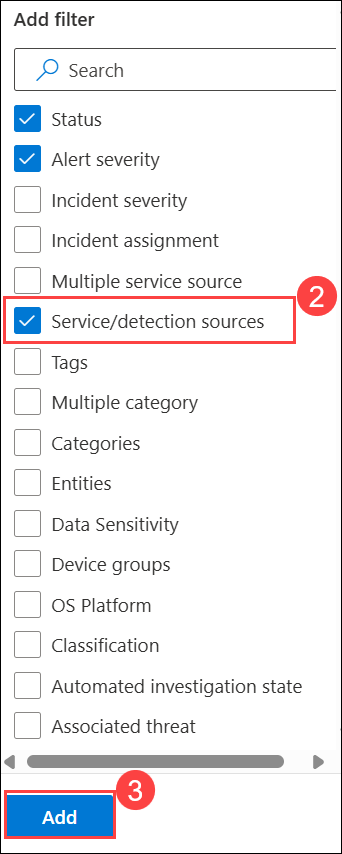 Add filter
Search
Status
Alert severity
Incident severity
Incident assignment
Multiple service source
2
Service/detection sources
Tags
Multiple category
Categories
Entities
Data Sensitivity
Device groups
OS Platform
Classification
Automated investigation state
Associated threat
3
Add